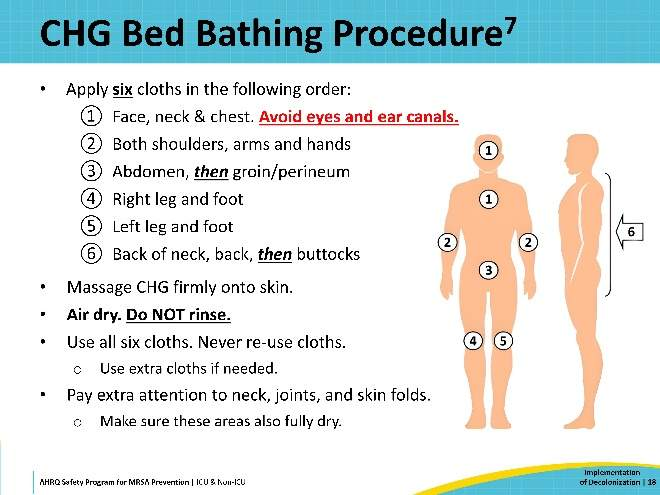 CHG Bed Bathing Procedure⁷
• Apply six cloths in the following order:
① Face, neck & chest. Avoid eyes and ear canals.
② Both shoulders, arms and hands
③ Abdomen, then groin/perineum
④ Right leg and foot
⑤ Left leg and foot
⑥ Back of neck, back, then buttocks
• Massage CHG firmly onto skin.
• Air dry. Do NOT rinse.
• Use all six cloths. Never re-use cloths.
o Use extra cloths if needed.
• Pay extra attention to neck, joints, and skin folds.
o Make sure these areas also fully dry.
1
1
2 2
3
4 5
6
AHRQ Safety Program for MRSA Prevention | ICU & Non-ICU
Implementation
of Decolonization | 18